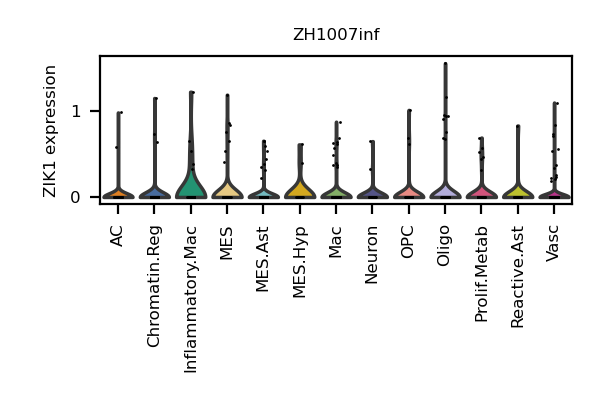 ZH1007inf
ZIK1 expression
1
0
AC
Chromatin.Reg
Inflammatory.Mac
MES
MES.Ast
MES.Hyp
Mac
Neuron
OPC
Oligo
Prolif.Metab
Reactive.Ast
Vasc